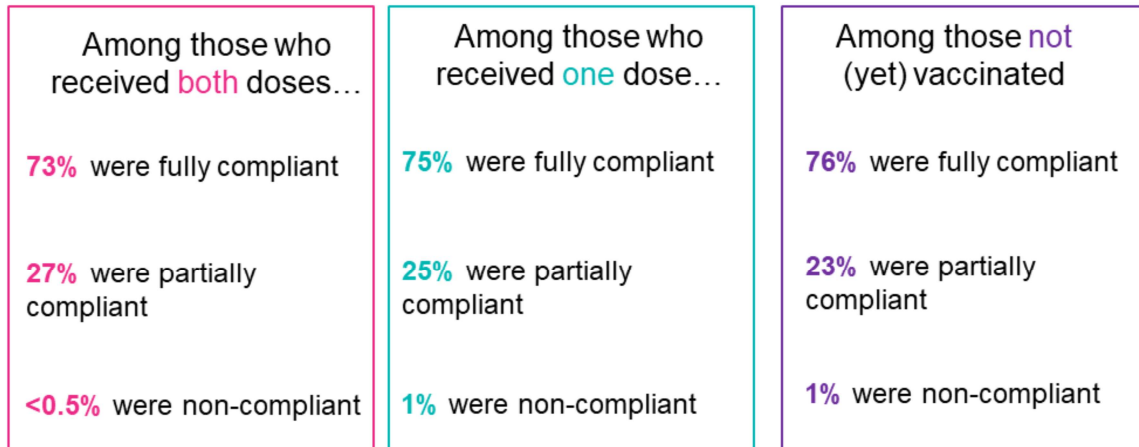 Among those who
received both doses...
73% were fully compliant
27% were partially
compliant
<0.5% were non-compliant
Among those who
received one dose...
75% were fully compliant
25% were partially
compliant
1% were non-compliant
Among those not
(yet) vaccinated
76% were fully compliant
23% were partially
compliant
1% were non-compliant